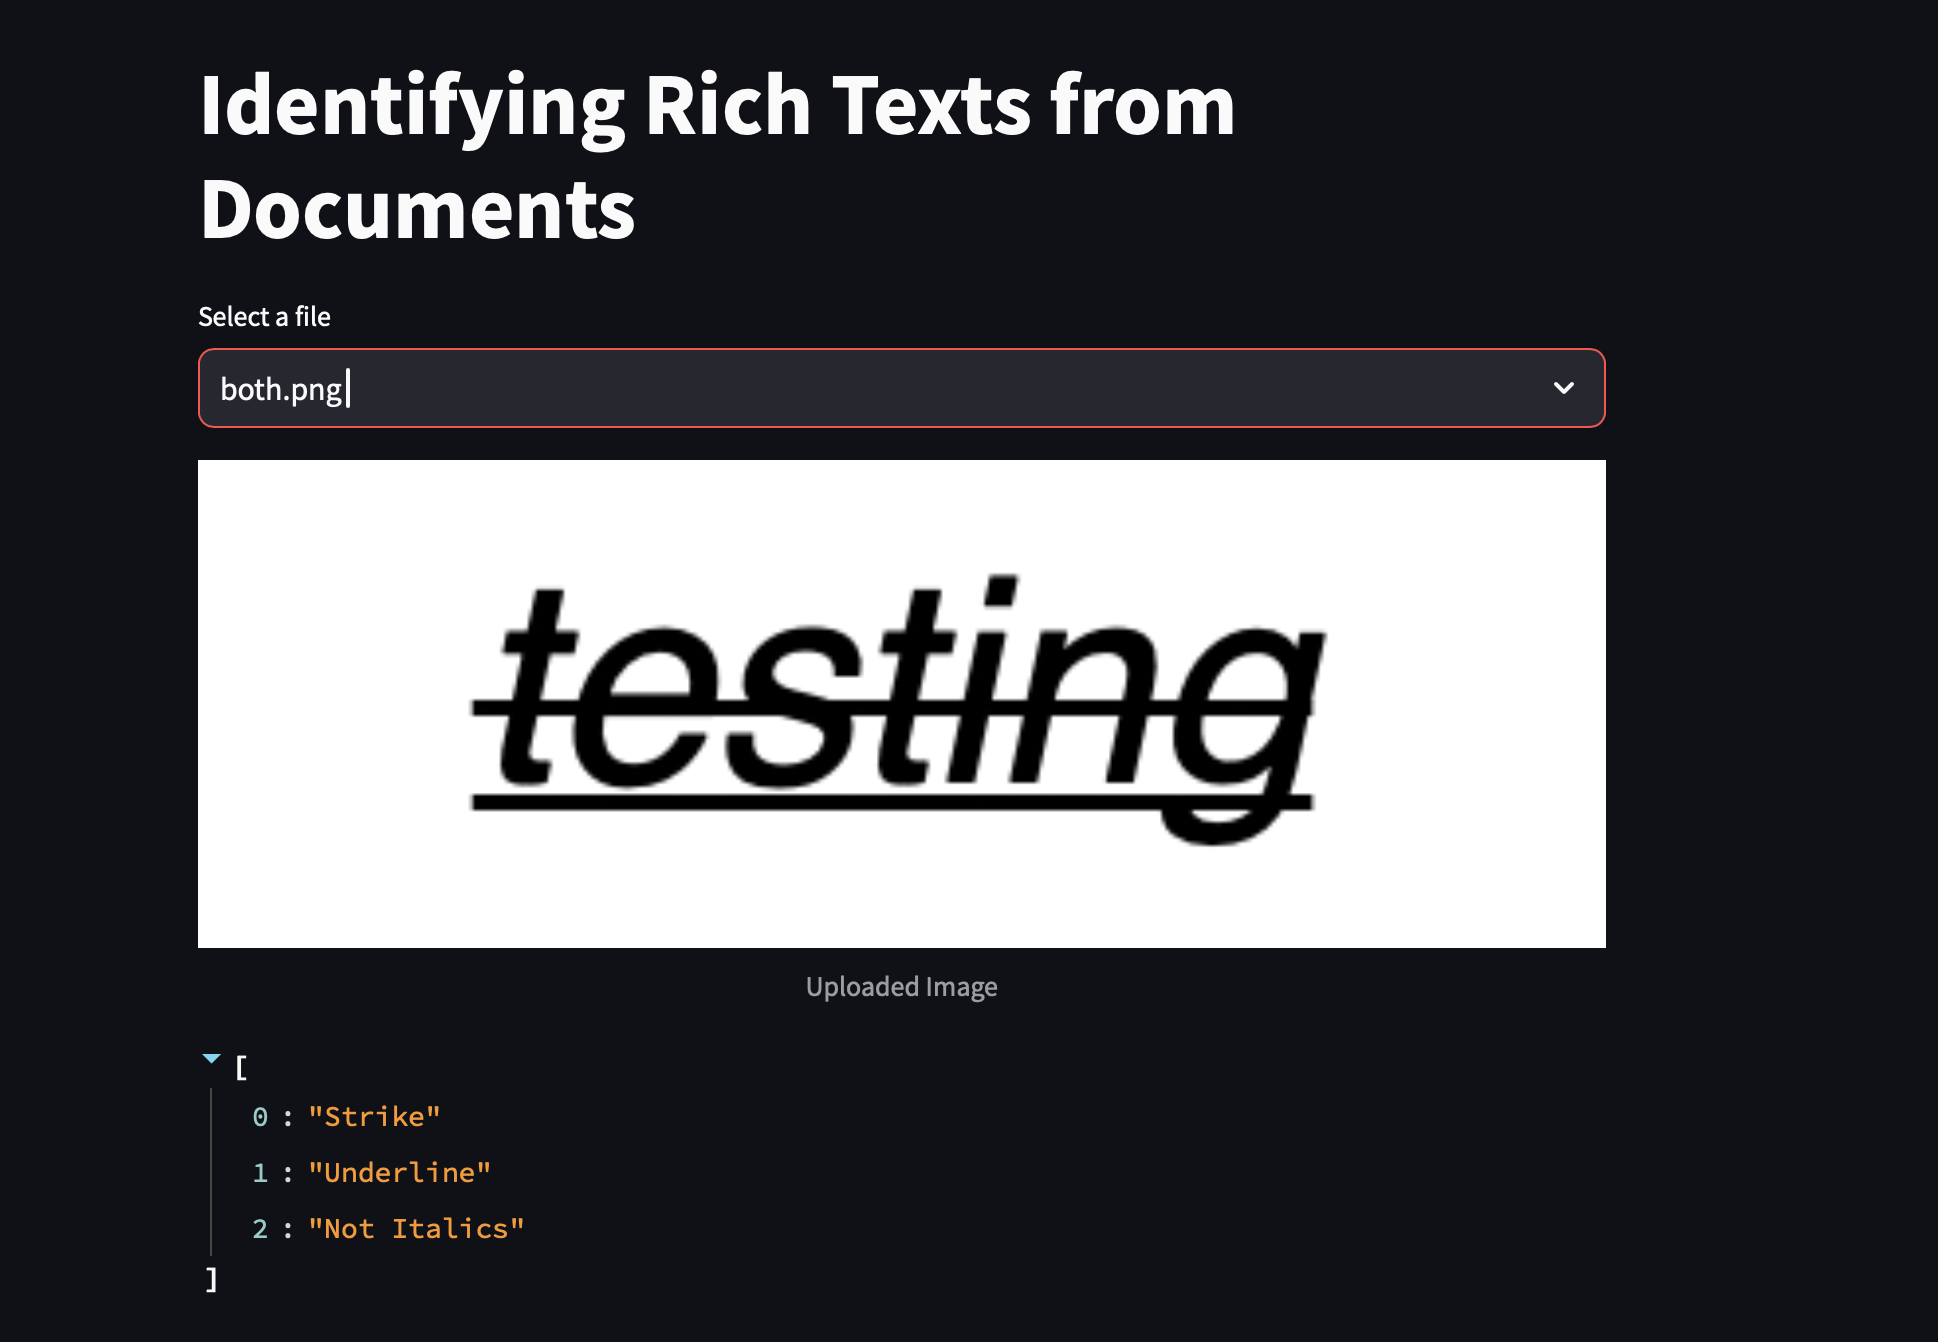 Identifying Rich Texts from
Documents
Select a file
both.png
testing
Uploaded Image
[
0 : "Strike"
1 : "Underline"
2 : "Not Italics"
]